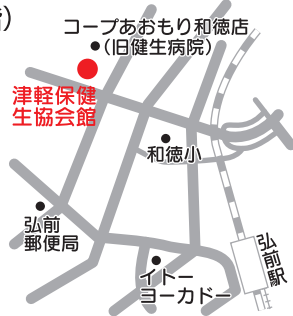 コープあおもり和徳店
(旧健生病院)
津軽保健
生協会館
和徳小
弘前
郵便局
弘前駅
イトー
ヨーカドー